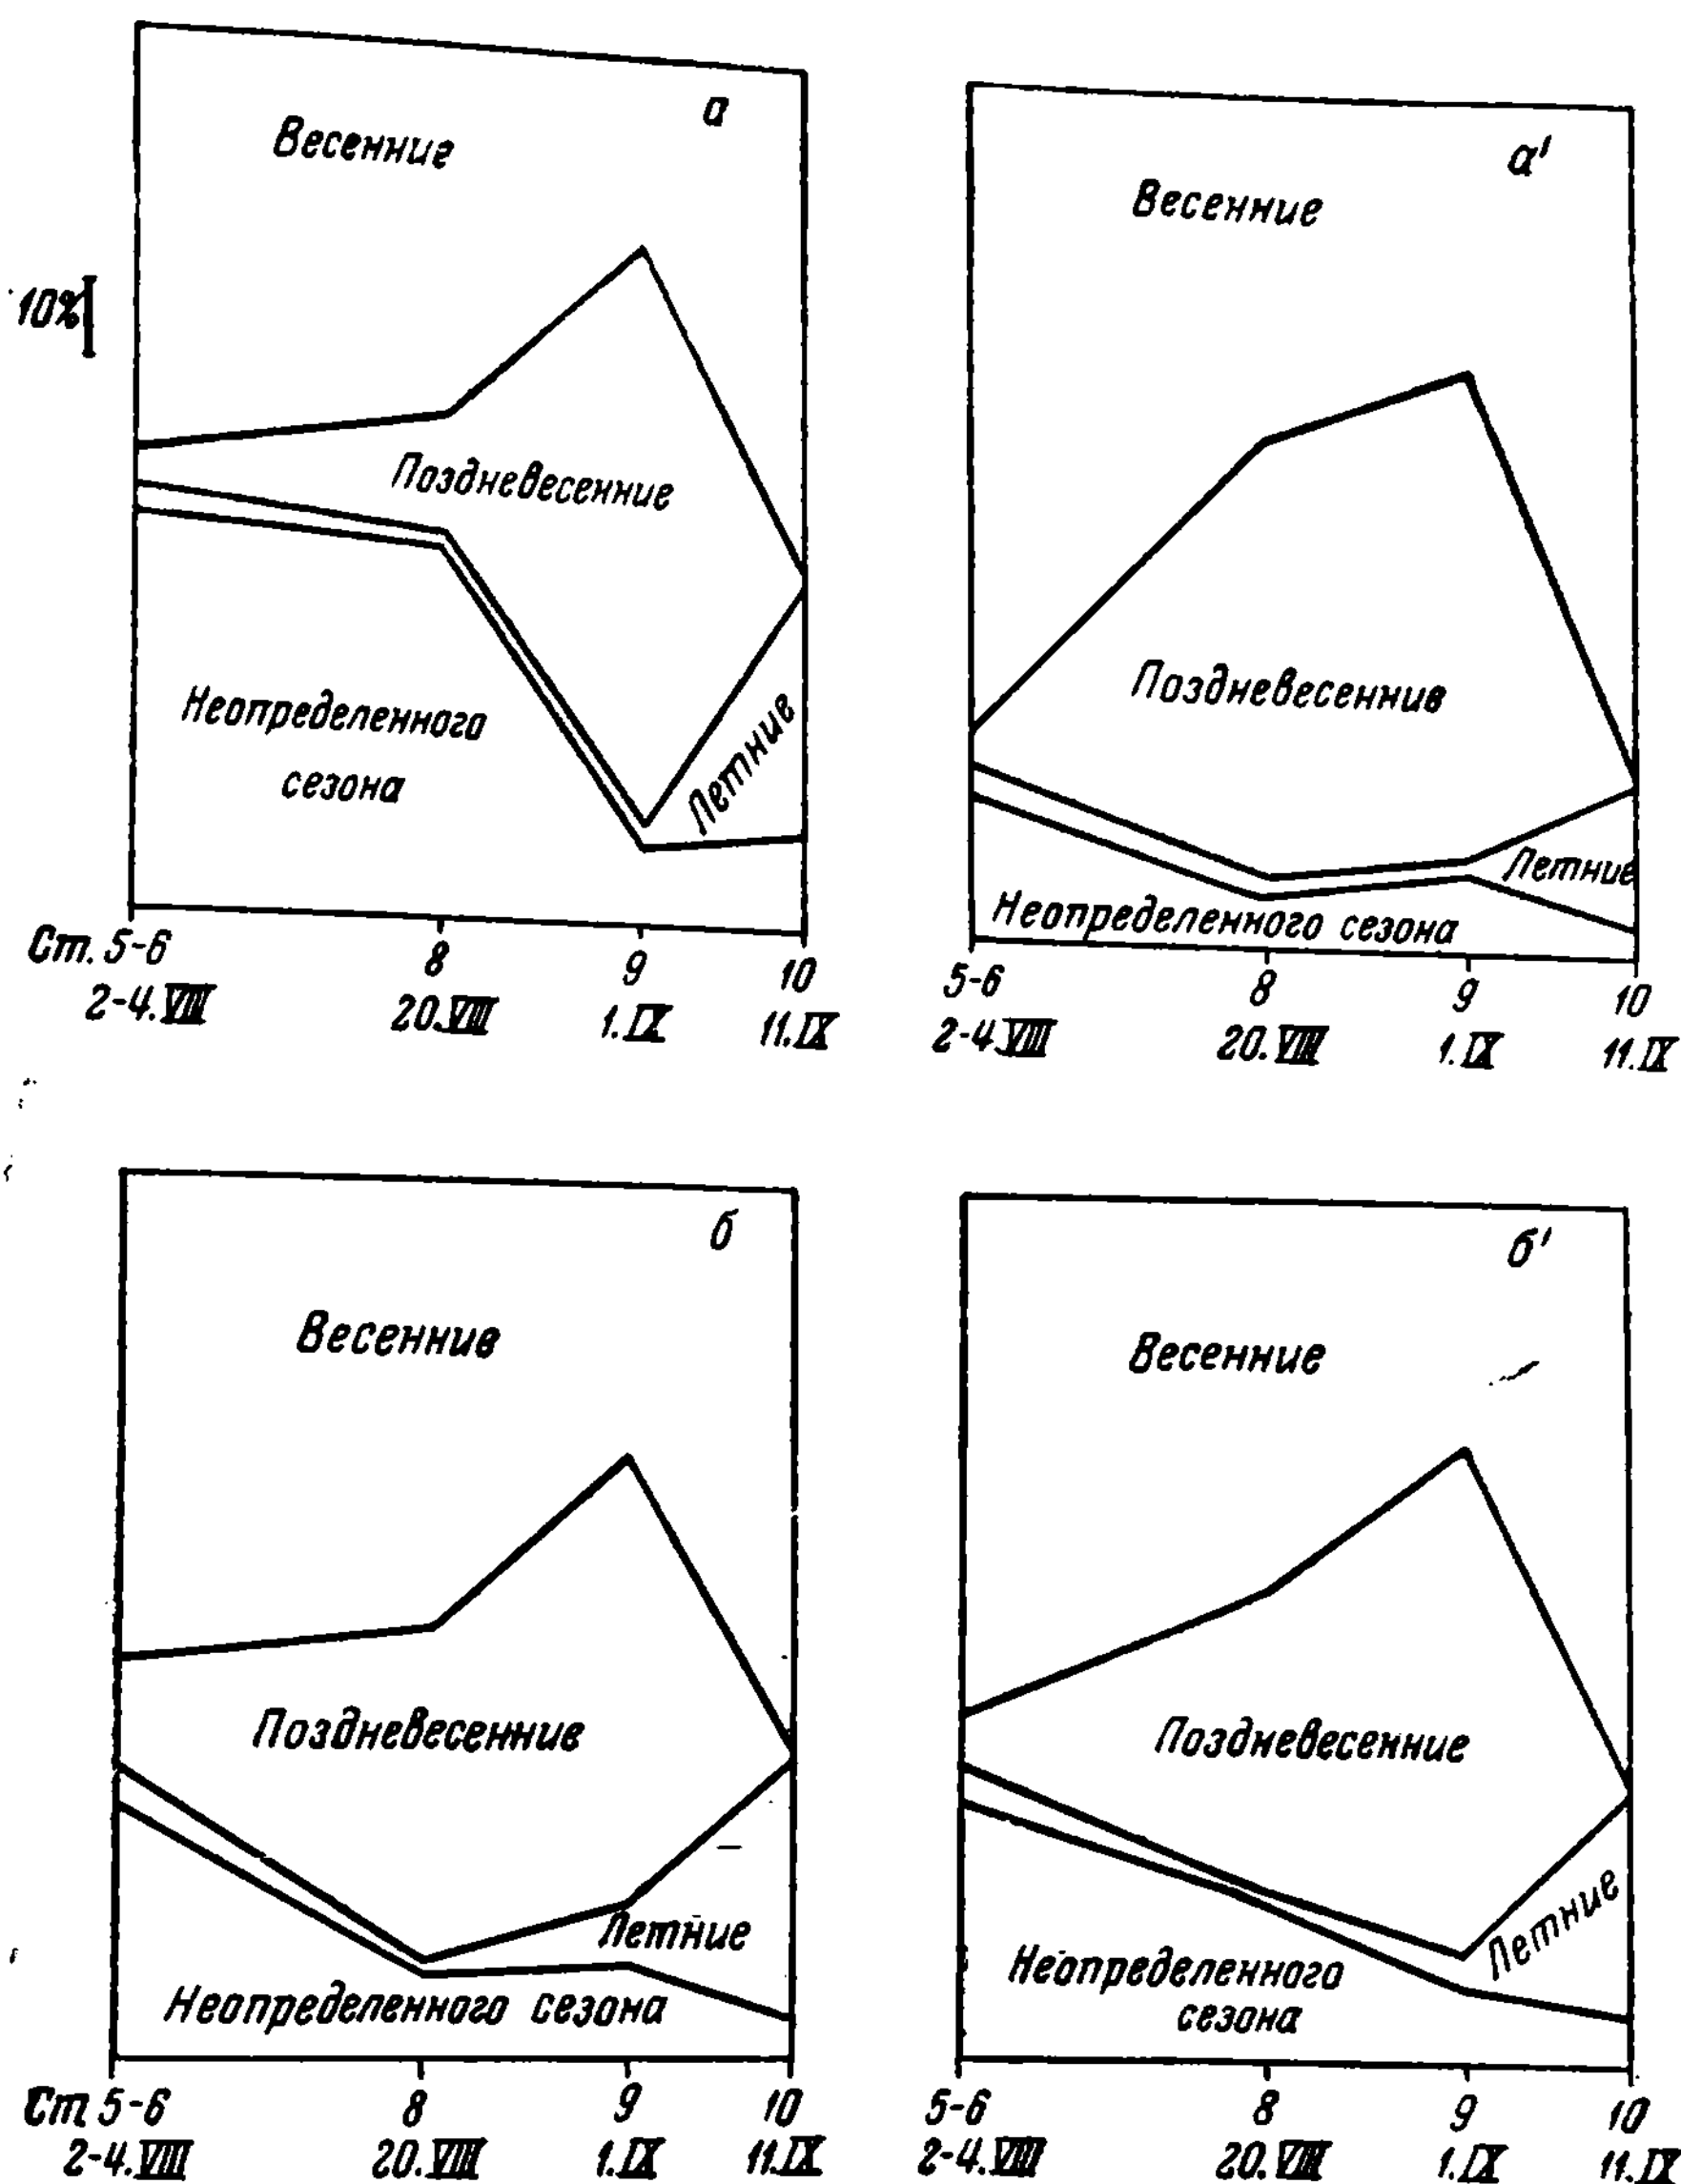 а
Весенние
10%
Поздневесенние
Неопределенного
сезона
Летние
Ст. 5-6 8 9 10
2-4.VIII 20.VIII 1.IX 11.IX
а'
Весенние
Поздневесенние
Летние
Неопределенного сезона
5-6 8 9 10
2-4.VIII 20.VIII 1.IX 11.IX
б
Весенние
Поздневесенние
Летние
Неопределенного сезона
Ст 5-6 8 9 10
2-4.VIII 20.VIII 1.IX 11.IX
б'
Весенние
Поздневесенние
Летние
Неопределенного
сезона
5-6 8 9 10
2-4.VIII 20.VIII 1.IX 11.IX